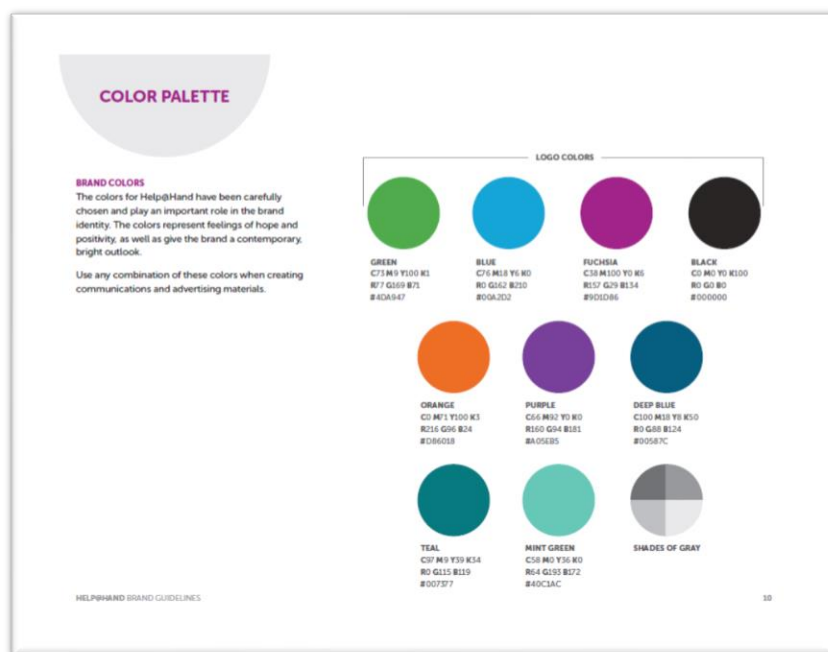 COLOR PALETTE
BRAND COLORS
The colors for Help@Hand have been carefully
chosen and play an important role in the brand
identity. The colors represent feelings of hope and
positivity, as well as give the brand a contemporary,
bright outlook.
Use any combination of these colors when creating
communications and advertising materials.
LOGO COLORS
GREEN
C73 M9 Y100 K1
R77 G169 B71
#4DA947
BLUE
C76 M18 Y6 K0
R0 G162 B210
#00A2D2
FUCHSIA
C38 M100 Y0 K6
R157 G29 B134
#9D1D86
BLACK
C0 M0 Y0 K100
R0 G0 B0
#000000
ORANGE
C0 M71 Y100 K3
R216 G96 B24
#D86018
PURPLE
C66 M92 Y0 K0
R160 G94 B181
#A05EB5
DEEP BLUE
C100 M18 Y8 K50
R0 G88 B124
#00587C
TEAL
C97 M9 Y39 K34
R0 G115 B119
#007377
MINT GREEN
C58 M0 Y36 K0
R64 G193 B172
#40C1AC
SHADES OF GRAY
HELP@HAND BRAND GUIDELINES
10